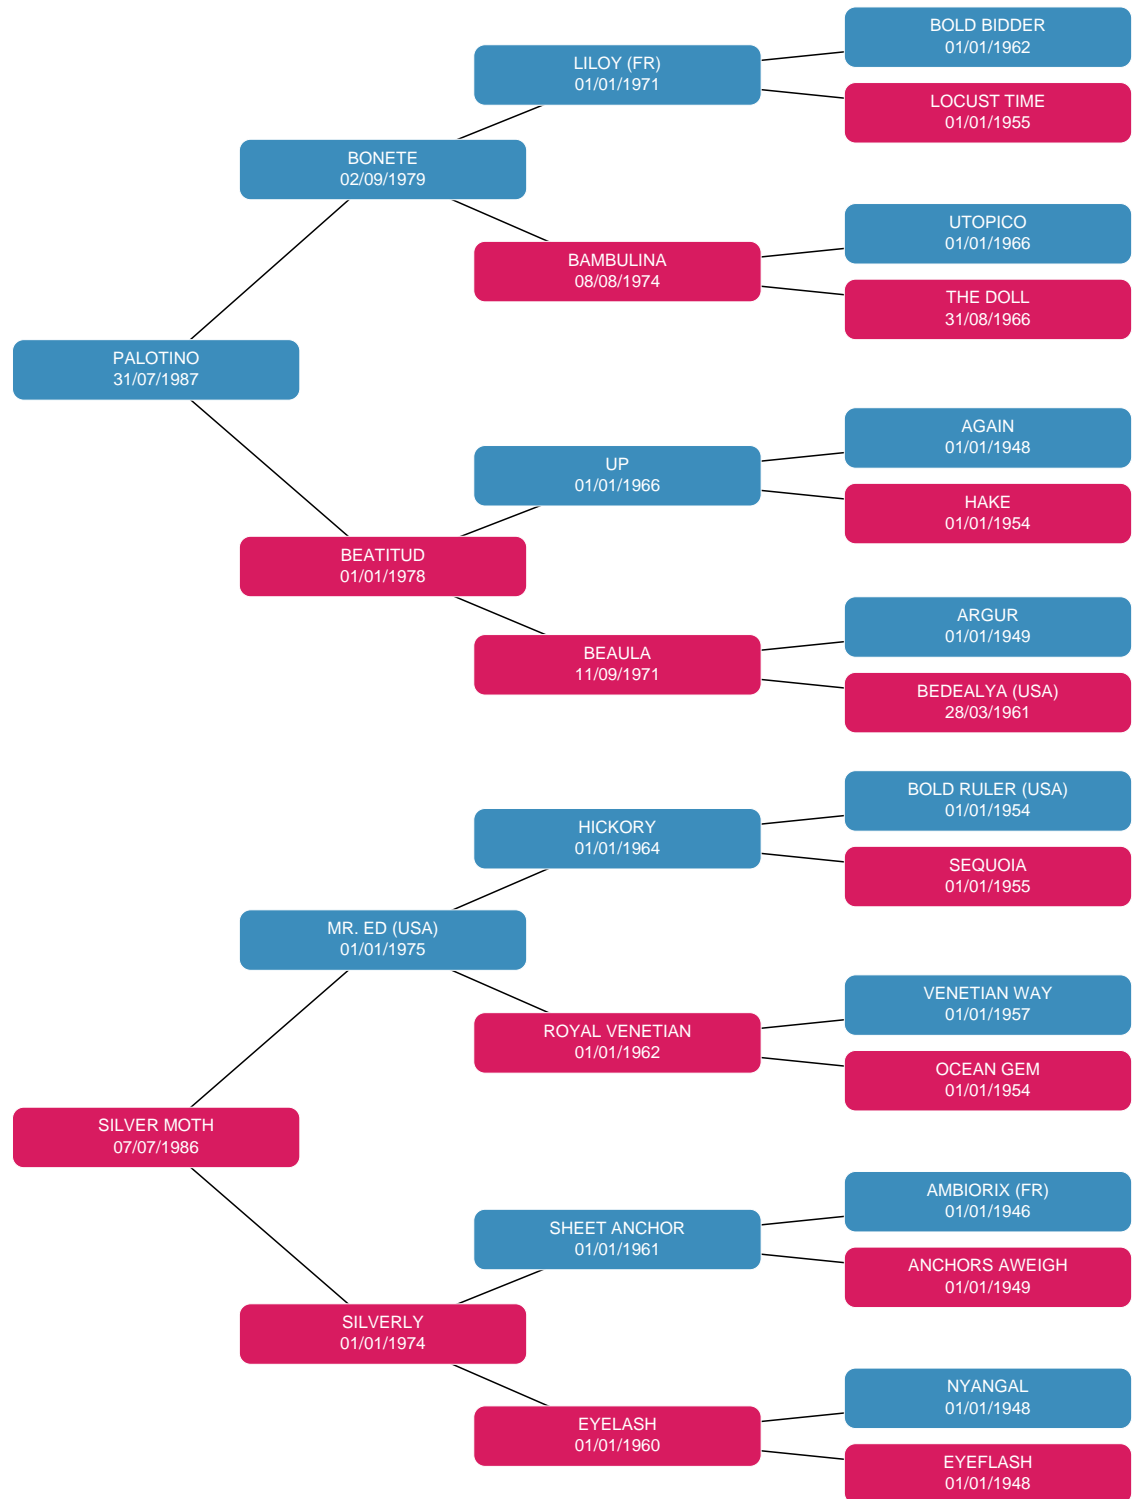 BOLD BIDDER
01/01/1962
LILOY (FR)
01/01/1971
LOCUST TIME
01/01/1955
BONETE
02/09/1979
UTOPICO
01/01/1966
BAMBULINA
08/08/1974
THE DOLL
31/08/1966
PALOTINO
31/07/1987
AGAIN
01/01/1948
UP
01/01/1966
HAKE
01/01/1954
BEATITUD
01/01/1978
ARGUR
01/01/1949
BEAULA
11/09/1971
BEDEALYA (USA)
28/03/1961
BOLD RULER (USA)
01/01/1954
HICKORY
01/01/1964
SEQUOIA
01/01/1955
MR. ED (USA)
01/01/1975
VENETIAN WAY
01/01/1957
ROYAL VENETIAN
01/01/1962
OCEAN GEM
01/01/1954
SILVER MOTH
07/07/1986
AMBIORIX (FR)
01/01/1946
SHEET ANCHOR
01/01/1961
ANCHORS AWEIGH
01/01/1949
SILVERLY
01/01/1974
NYANGAL
01/01/1948
EYELASH
01/01/1960
EYEFLASH
01/01/1948